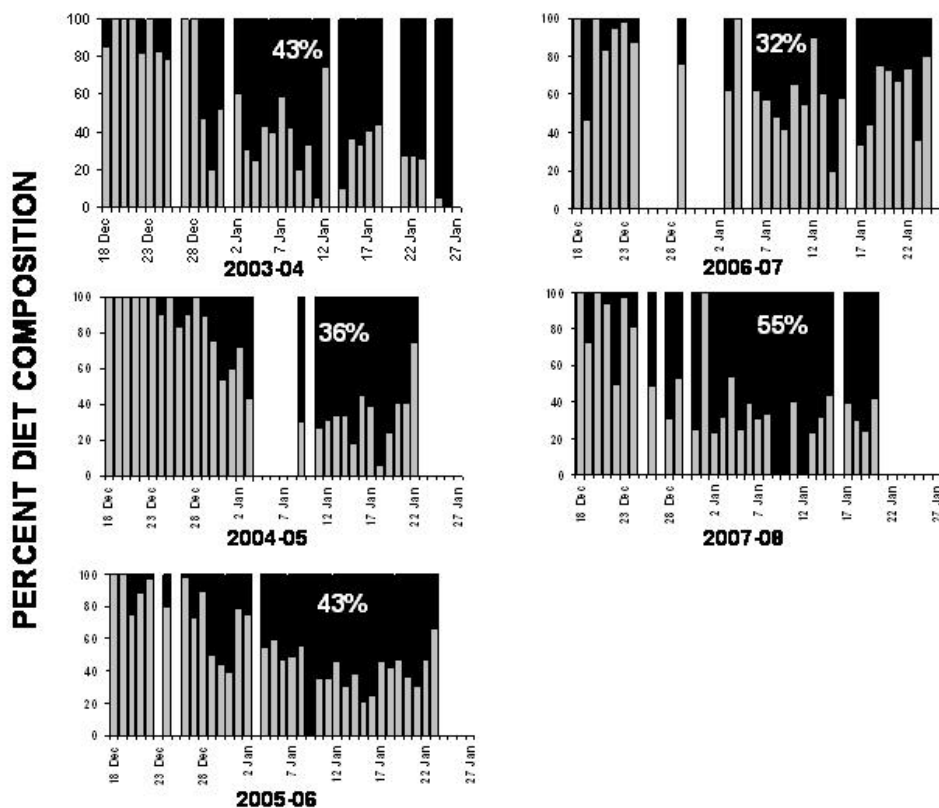 PERCENT DIET COMPOSITION
100
80
60
40
20
0
43%
18 Dec
23 Dec
28 Dec
2 Jan
7 Jan
12 Jan
17 Jan
22 Jan
27 Jan
2003-04
100
80
60
40
20
0
32%
18 Dec
23 Dec
28 Dec
2 Jan
7 Jan
12 Jan
17 Jan
22 Jan
2006-07
100
80
60
40
20
0
36%
18 Dec
23 Dec
28 Dec
2 Jan
7 Jan
12 Jan
17 Jan
22 Jan
27 Jan
2004-05
100
80
60
40
20
0
55%
18 Dec
23 Dec
28 Dec
2 Jan
7 Jan
12 Jan
17 Jan
22 Jan
27 Jan
2007-08
100
80
60
40
20
0
43%
18 Dec
23 Dec
28 Dec
2 Jan
7 Jan
12 Jan
17 Jan
22 Jan
27 Jan
2005-06